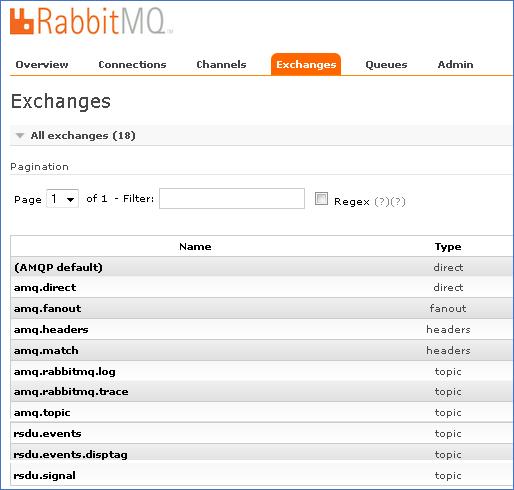 RabbitMQ™
Overview Connections Channels Exchanges Queues Admin
Exchanges
All exchanges (18)
Pagination
Page 1 of 1 - Filter: Regex (?)(?)
Name Type
(AMQP default) direct
amq.direct direct
amq.fanout fanout
amq.headers headers
amq.match headers
amq.rabbitmq.log topic
amq.rabbitmq.trace topic
amq.topic topic
rsdu.events topic
rsdu.events.disptag topic
rsdu.signal topic